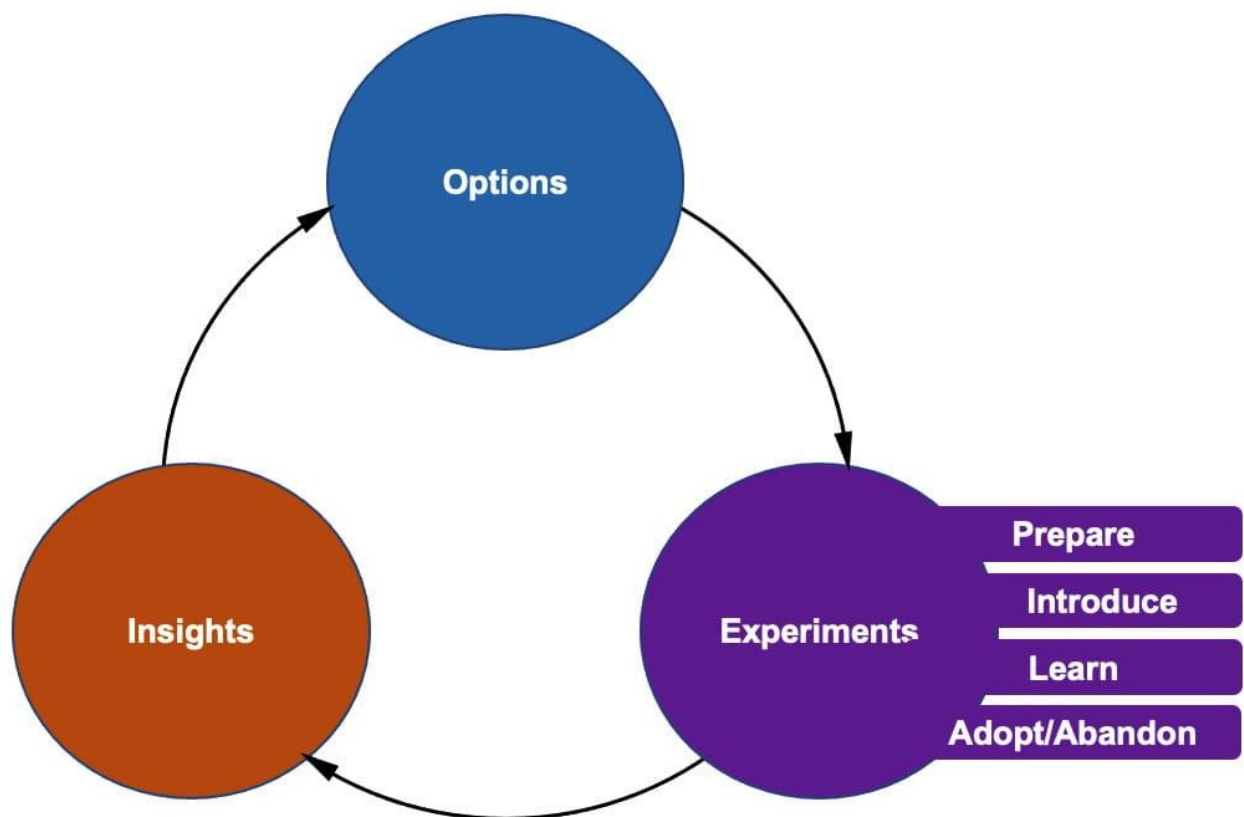 Options
Prepare
Introduce
Insights
Experiments
Learn
Adopt/Abandon